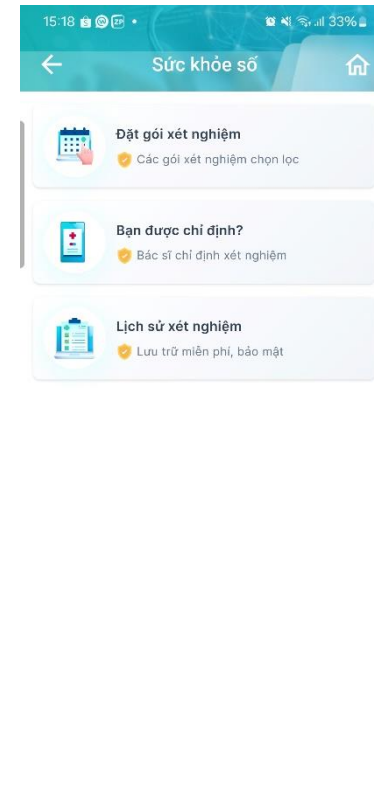 15:18 33%
Sức khỏe số
Đặt gói xét nghiệm
Các gói xét nghiệm chọn lọc
Bạn được chỉ định?
Bác sĩ chỉ định xét nghiệm
Lịch sử xét nghiệm
Lưu trữ miễn phí, bảo mật